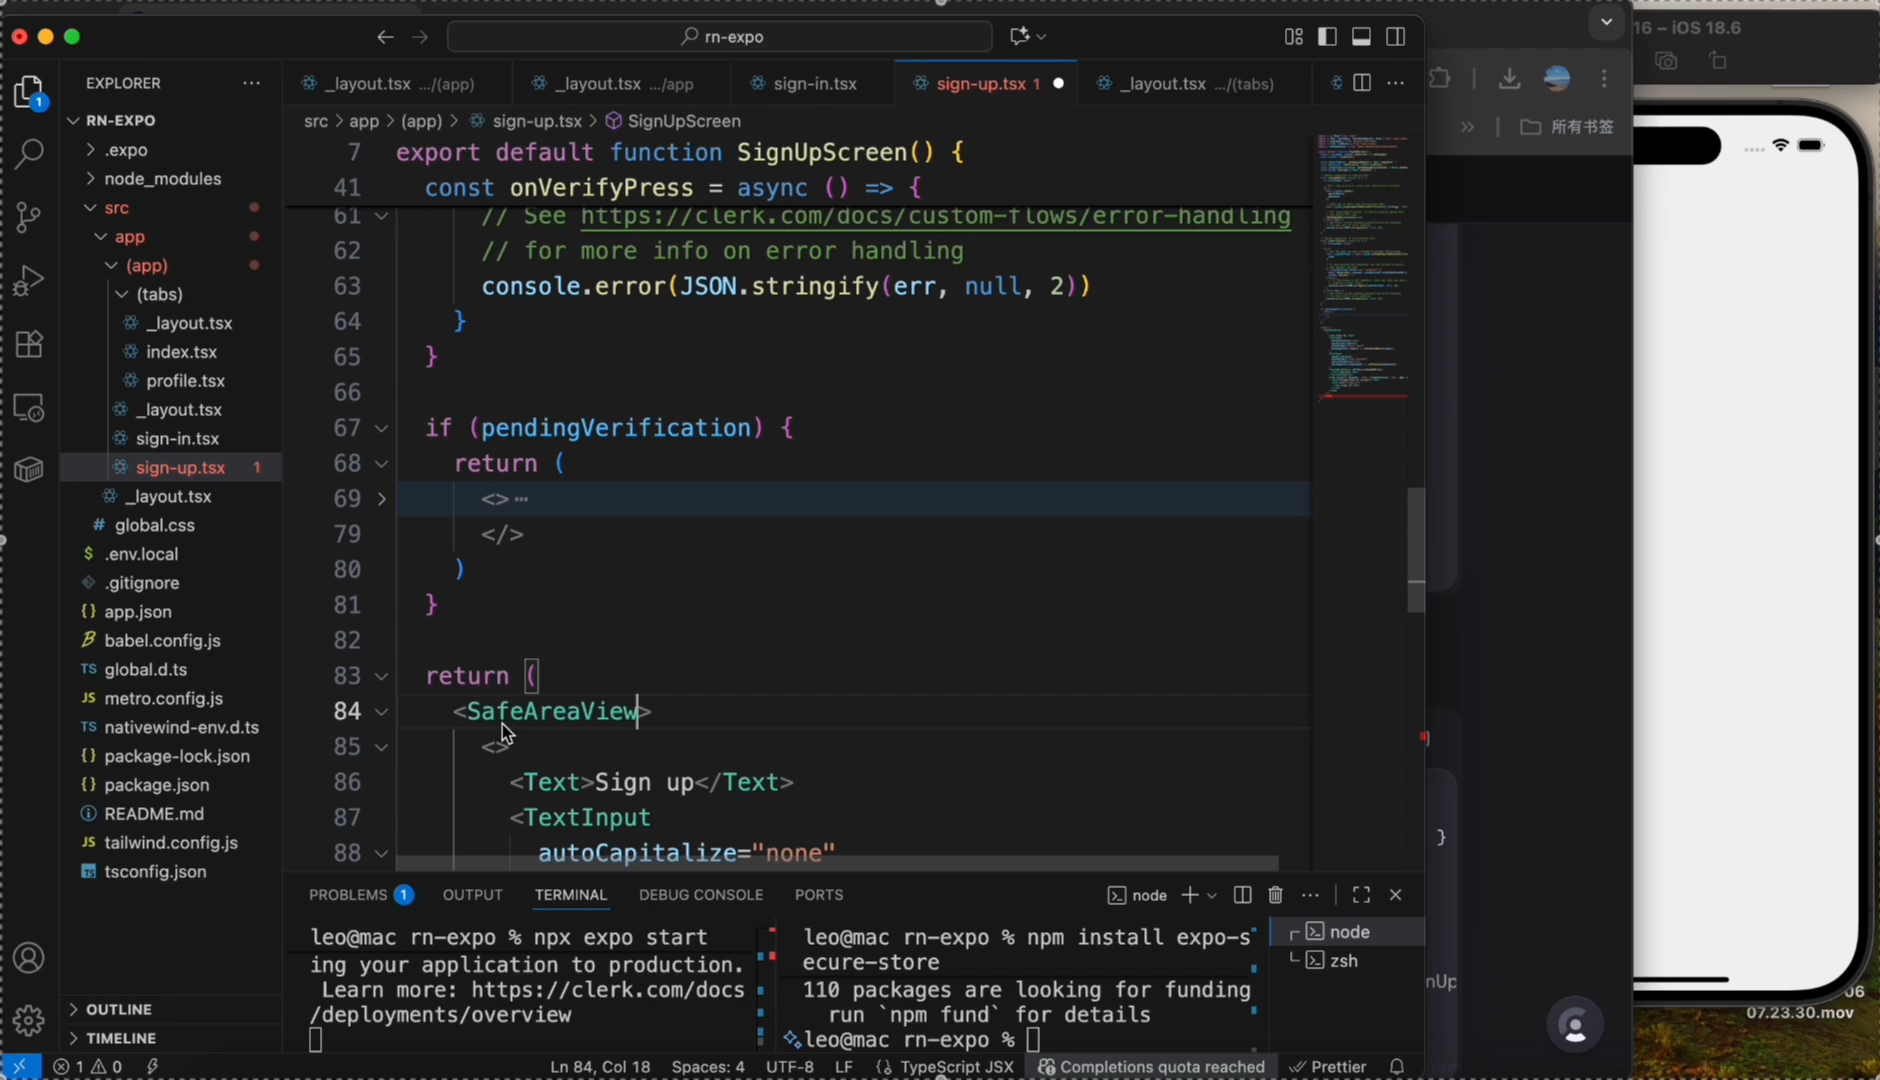 rn-expo
16 – iOS 18.6
EXPLORER
_layout.tsx .../(app)
_layout.tsx .../app
sign-in.tsx
sign-up.tsx 1
_layout.tsx .../(tabs)
1
src > app > (app) > sign-up.tsx > SignUpScreen
所有书签
RN-EXPO
.expo
node_modules
src
app
(app)
(tabs)
_layout.tsx
index.tsx
profile.tsx
_layout.tsx
sign-in.tsx
sign-up.tsx 1
_layout.tsx
# global.css
$ .env.local
.gitignore
{} app.json
babel.config.js
TS global.d.ts
JS metro.config.js
TS nativewind-env.d.ts
{} package-lock.json
{} package.json
README.md
JS tailwind.config.js
tsconfig.json
OUTLINE
TIMELINE
7 export default function SignUpScreen() {
41 const onVerifyPress = async () => {
61 // See https://clerk.com/docs/custom-flows/error-handling
62 // for more info on error handling
63 console.error(JSON.stringify(err, null, 2))
64 }
65 }
66
67 if (pendingVerification) {
68 return (
69 <> ⋯
79 </>
80 )
81 }
82
83 return (
84 <SafeAreaView>
85 <>
86 <Text>Sign up</Text>
87 <TextInput
88 autoCapitalize="none"
}
nUp
PROBLEMS 1 OUTPUT TERMINAL DEBUG CONSOLE PORTS
node
leo@mac rn-expo % npx expo start
ing your application to production.
Learn more: https://clerk.com/docs
/deployments/overview
leo@mac rn-expo % npm install expo-s
ecure-store
110 packages are looking for funding
run `npm fund` for details
leo@mac rn-expo %
node
zsh
06
07.23.30.mov
1 0
Ln 84, Col 18
Spaces: 4
UTF-8
LF
{} TypeScript JSX
Completions quota reached
Prettier